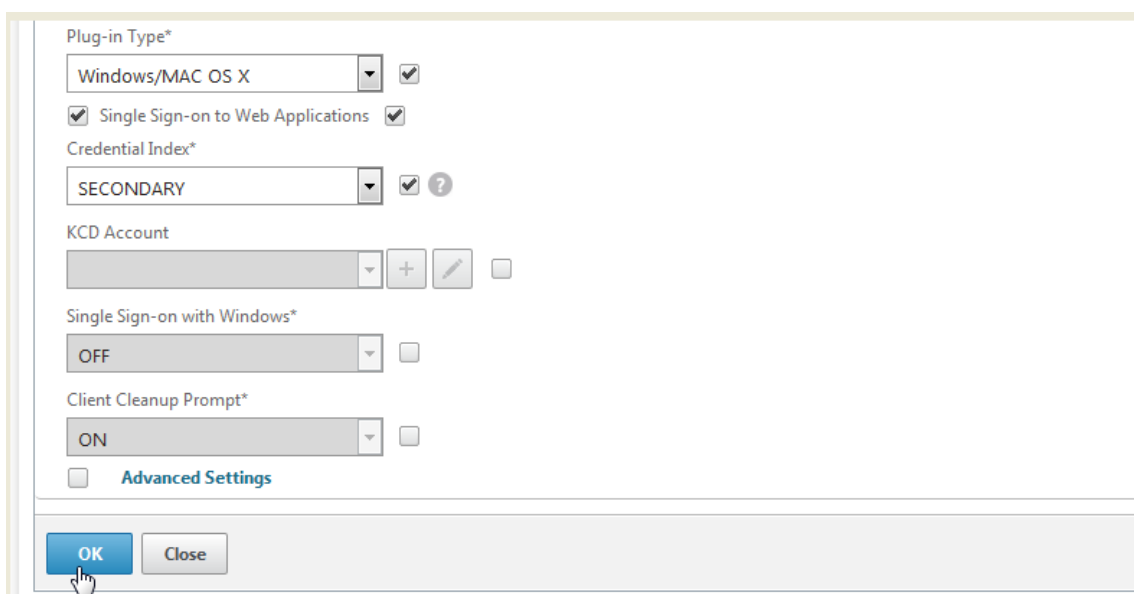 Plug-in Type*
Windows/MAC OS X
Single Sign-on to Web Applications
Credential Index*
SECONDARY
?
KCD Account
+
Single Sign-on with Windows*
OFF
Client Cleanup Prompt*
ON
Advanced Settings
OK Close